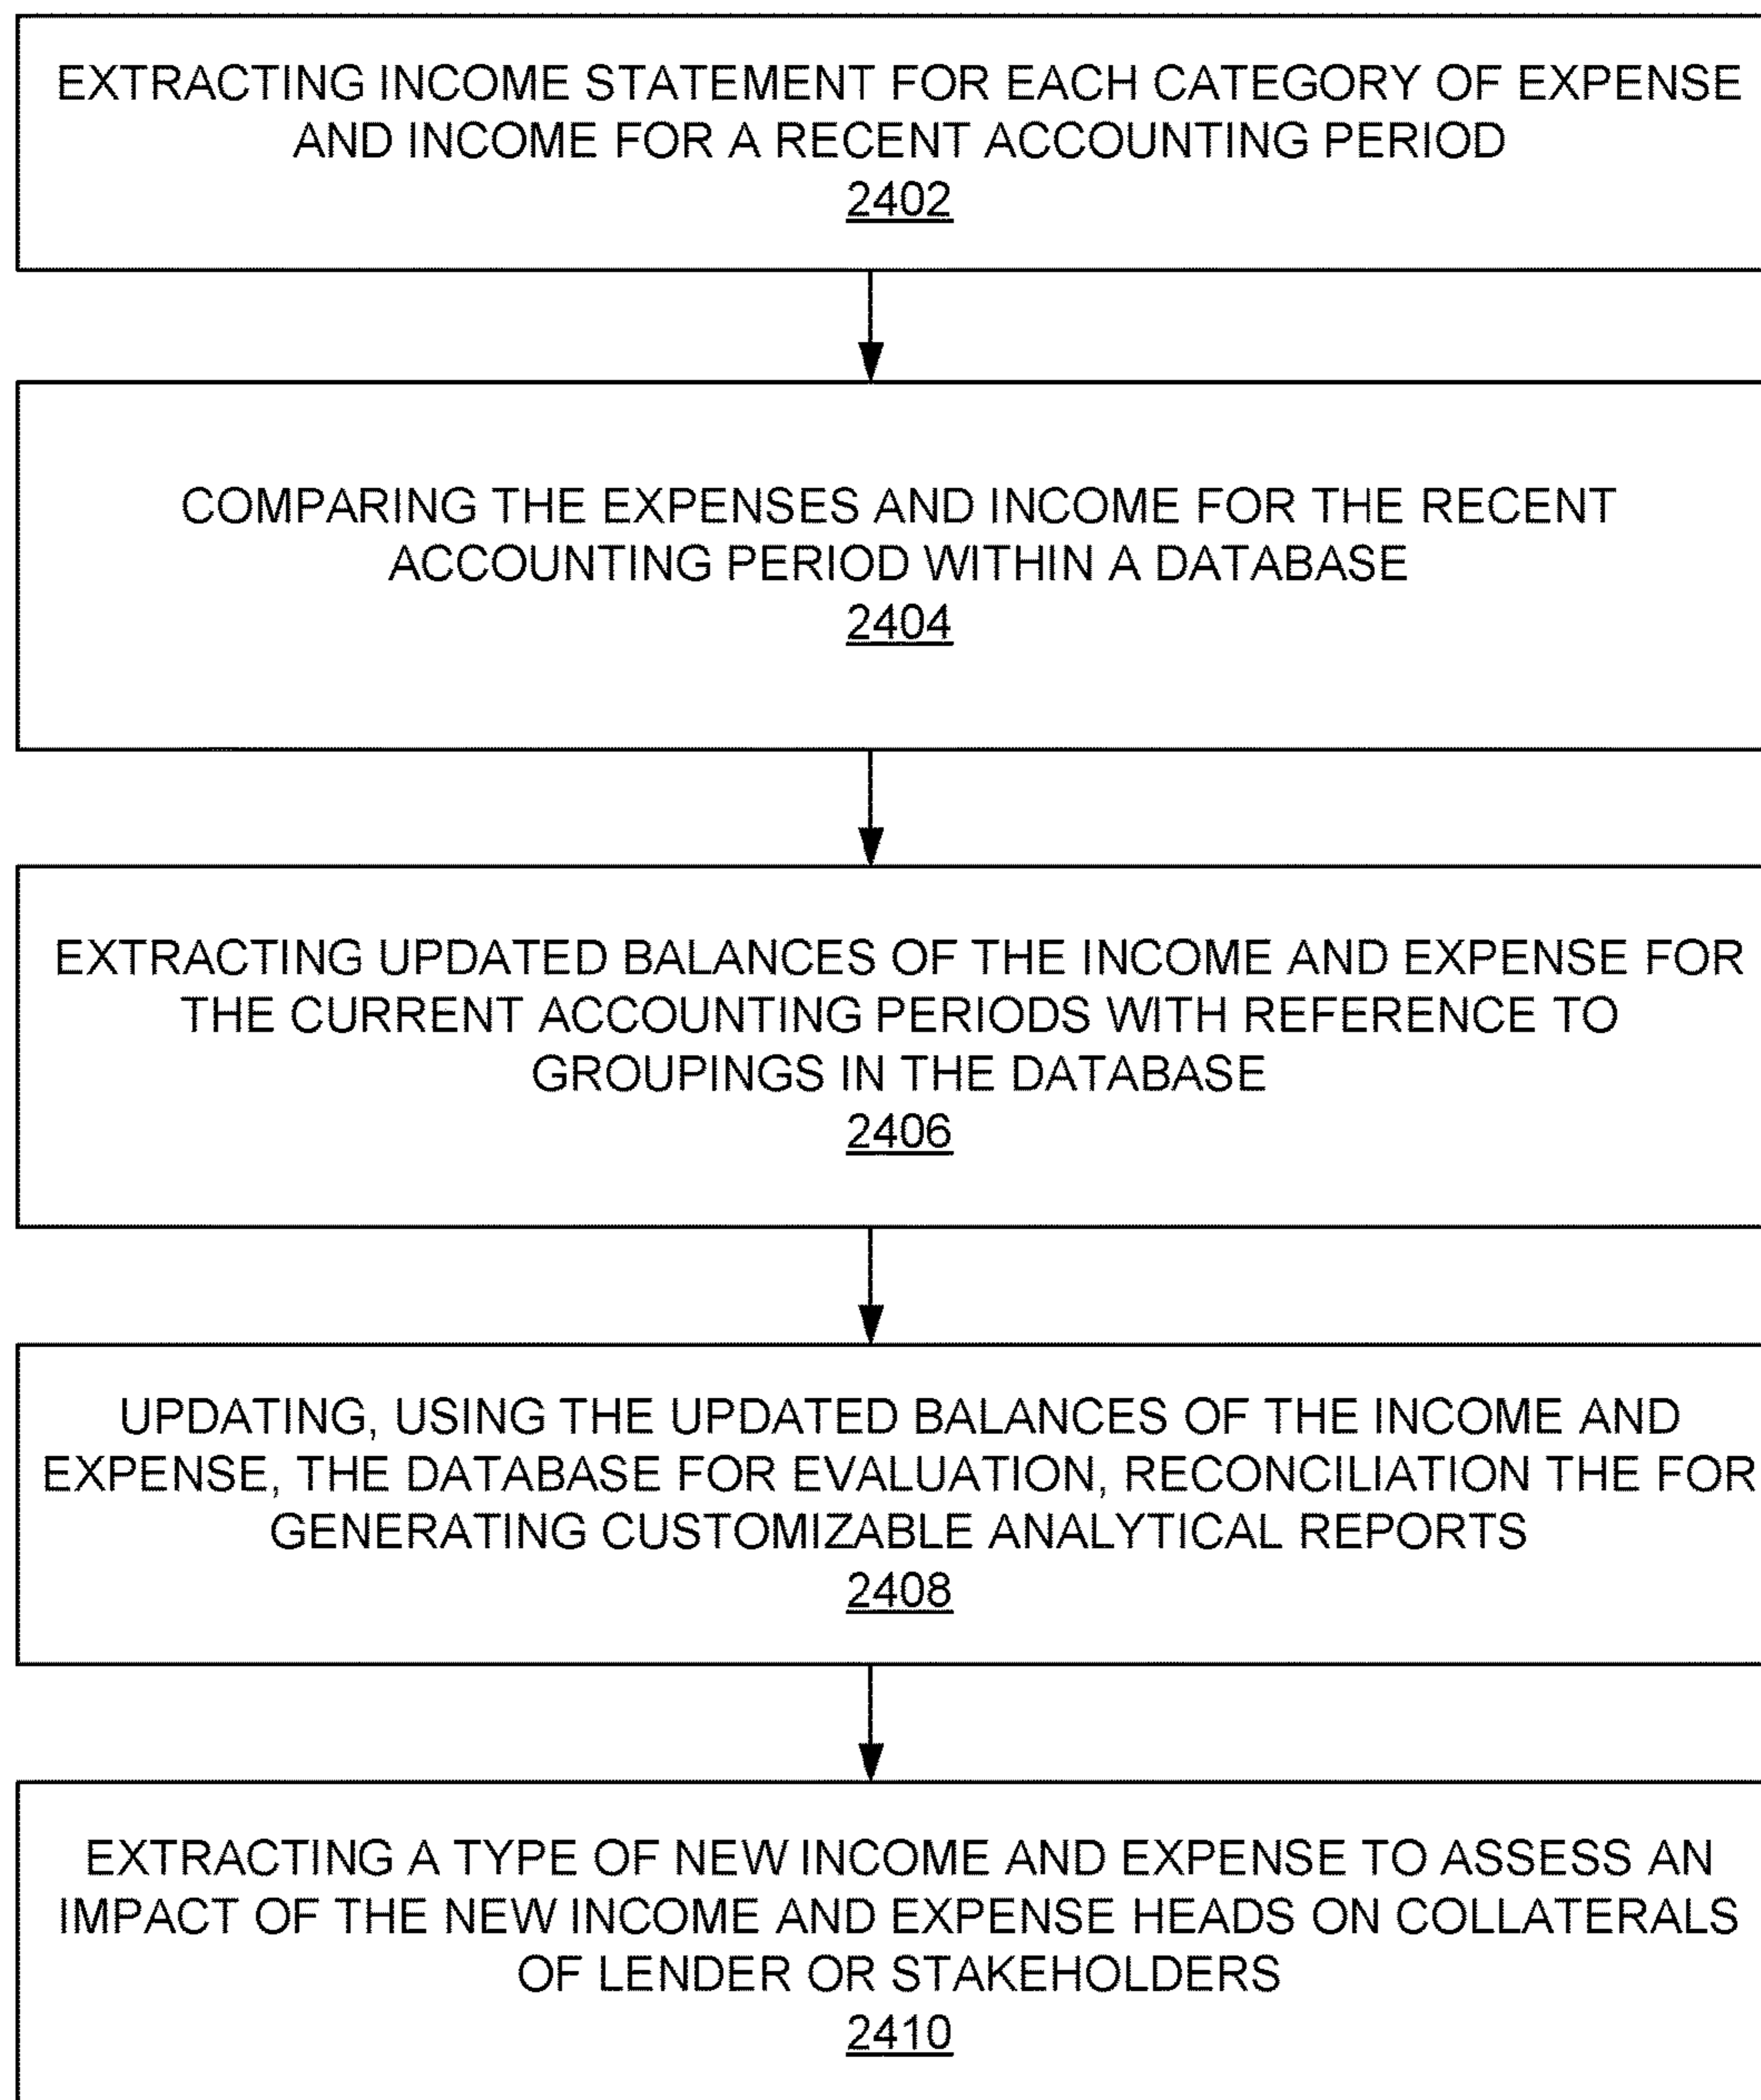 EXTRACTING INCOME STATEMENT FOR EACH CATEGORY OF EXPENSE
AND INCOME FOR A RECENT ACCOUNTING PERIOD
2402
COMPARING THE EXPENSES AND INCOME FOR THE RECENT
ACCOUNTING PERIOD WITHIN A DATABASE
2404
EXTRACTING UPDATED BALANCES OF THE INCOME AND EXPENSE FOR
THE CURRENT ACCOUNTING PERIODS WITH REFERENCE TO
GROUPINGS IN THE DATABASE
2406
UPDATING, USING THE UPDATED BALANCES OF THE INCOME AND
EXPENSE, THE DATABASE FOR EVALUATION, RECONCILIATION THE FOR
GENERATING CUSTOMIZABLE ANALYTICAL REPORTS
2408
EXTRACTING A TYPE OF NEW INCOME AND EXPENSE TO ASSESS AN
IMPACT OF THE NEW INCOME AND EXPENSE HEADS ON COLLATERALS
OF LENDER OR STAKEHOLDERS
2410